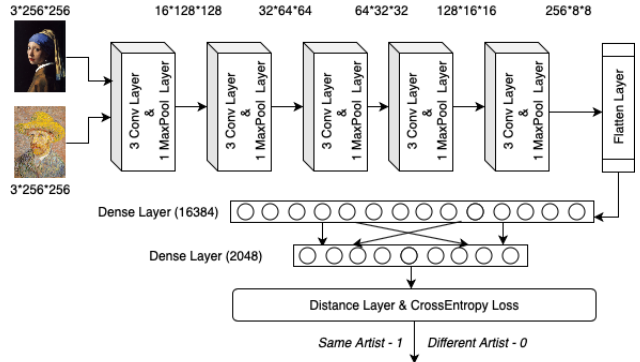 3*256*256
16*128*128
32*64*64
64*32*32
128*16*16
256*8*8
3 Conv Layer
&
1 MaxPool Layer
3 Conv Layer
&
1 MaxPool Layer
3 Conv Layer
&
1 MaxPool Layer
3 Conv Layer
&
1 MaxPool Layer
3 Conv Layer
&
1 MaxPool Layer
Flatten Layer
3*256*256
Dense Layer (16384)
Dense Layer (2048)
Distance Layer & CrossEntropy Loss
Same Artist - 1
Different Artist - 0